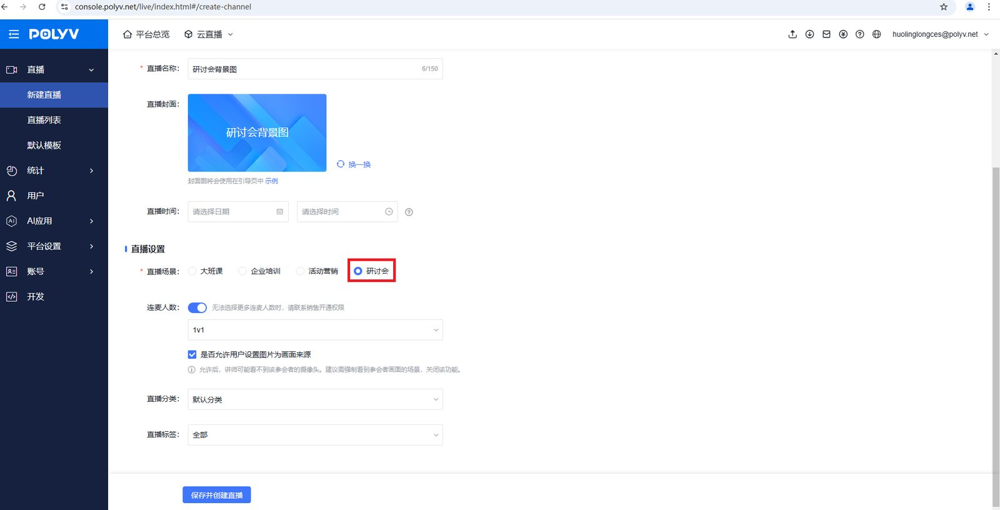 console.polyv.net/live/index.html#/create-channel
POLYV
平台总览
云直播
huolinglongces@polyv.net
直播
新建直播
直播列表
默认模板
统计
用户
AI应用
平台设置
账号
开发
* 直播名称: 研讨会背景图 6/150
直播封面:
研讨会背景图
换一换
封面图将会使用在引导页中 示例
直播时间: 请选择日期 请选择时间
直播设置
* 直播场景: 大班课 企业培训 活动营销 研讨会
连麦人数: 无法选择更多连麦人数时，请联系销售开通权限
1v1
是否允许用户设置图片为画面来源
允许后，讲师可能看不到该参会者的摄像头。建议需强制看到参会者画面的场景，关闭该功能。
直播分类: 默认分类
直播标签: 全部
保存并创建直播